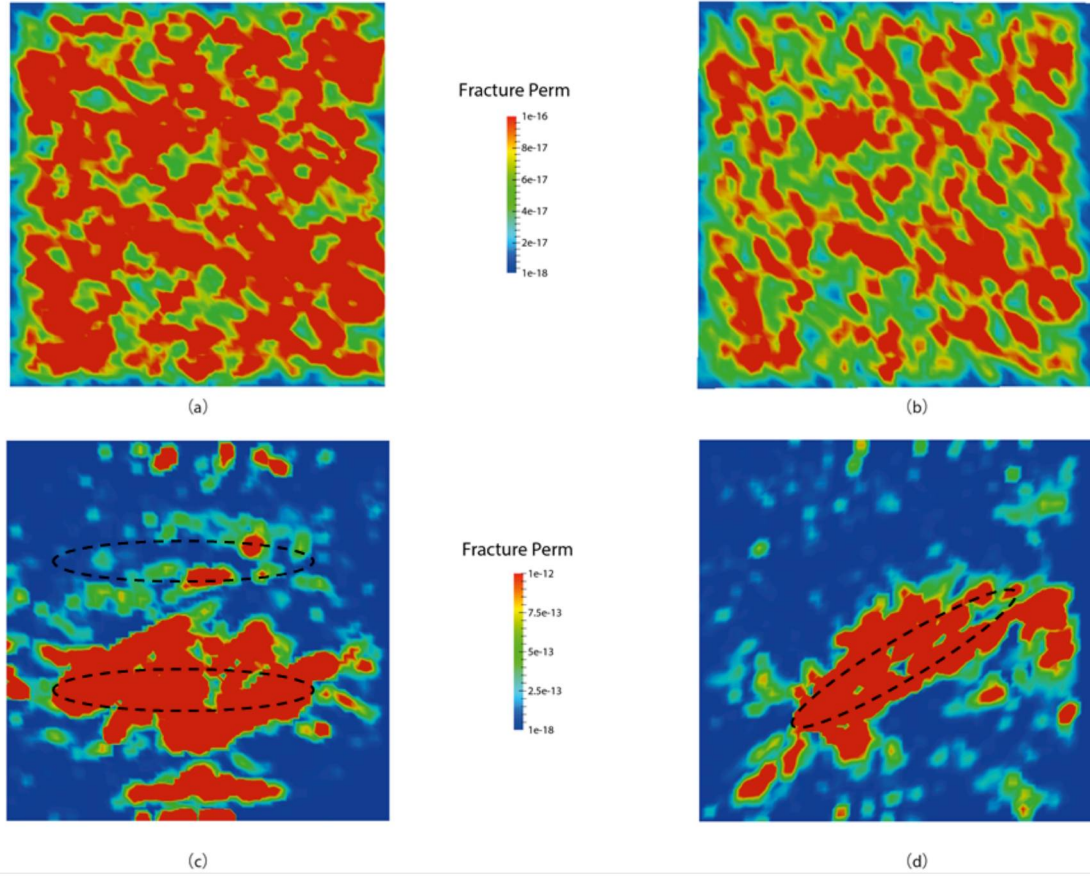 Fracture Perm
1e-16
8e-17
6e-17
4e-17
2e-17
1e-18
(a)
(b)
Fracture Perm
1e-12
7.5e-13
5e-13
2.5e-13
1e-18
(c)
(d)